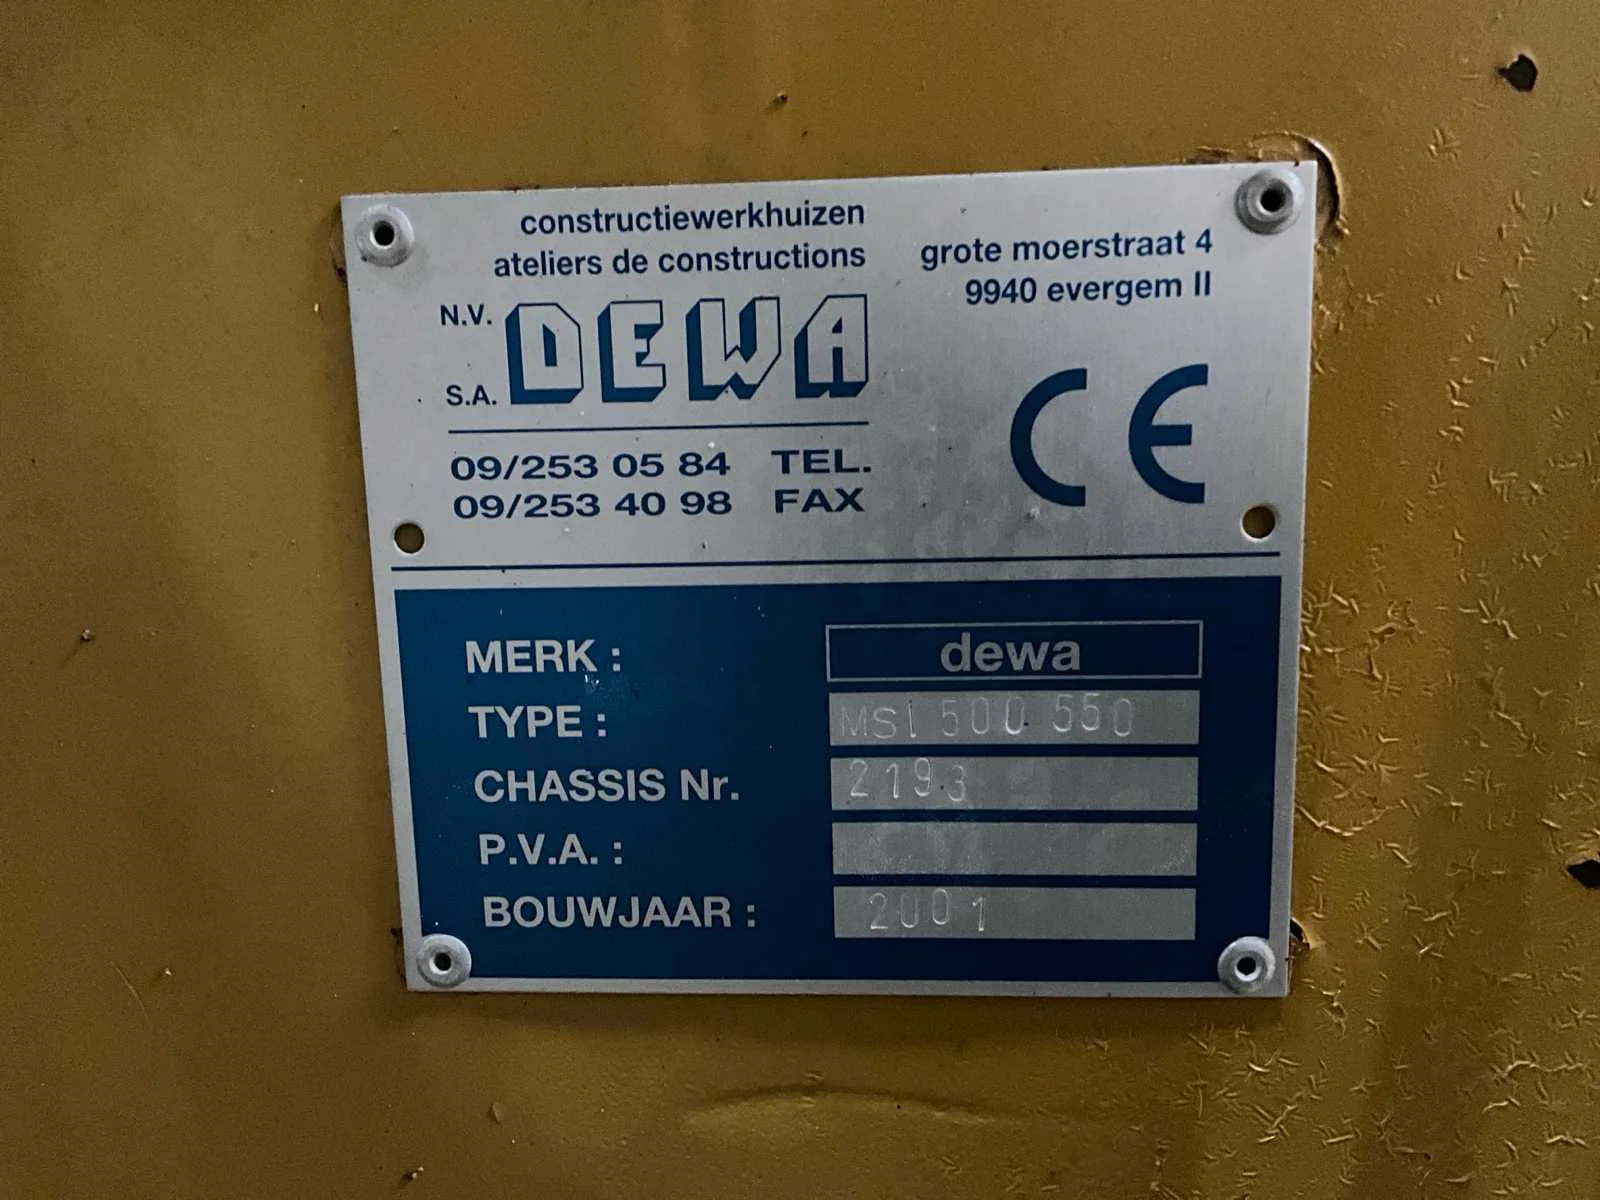 constructiewerkhuizen
ateliers de constructions
grote moerstraat 4
9940 evergem II
N.V.
S.A.
DEWA
09/253 05 84 TEL.
09/253 40 98 FAX
CE
MERK : dewa
TYPE : MSI 500 550
CHASSIS Nr. 2193
P.V.A. :
BOUWJAAR : 2001